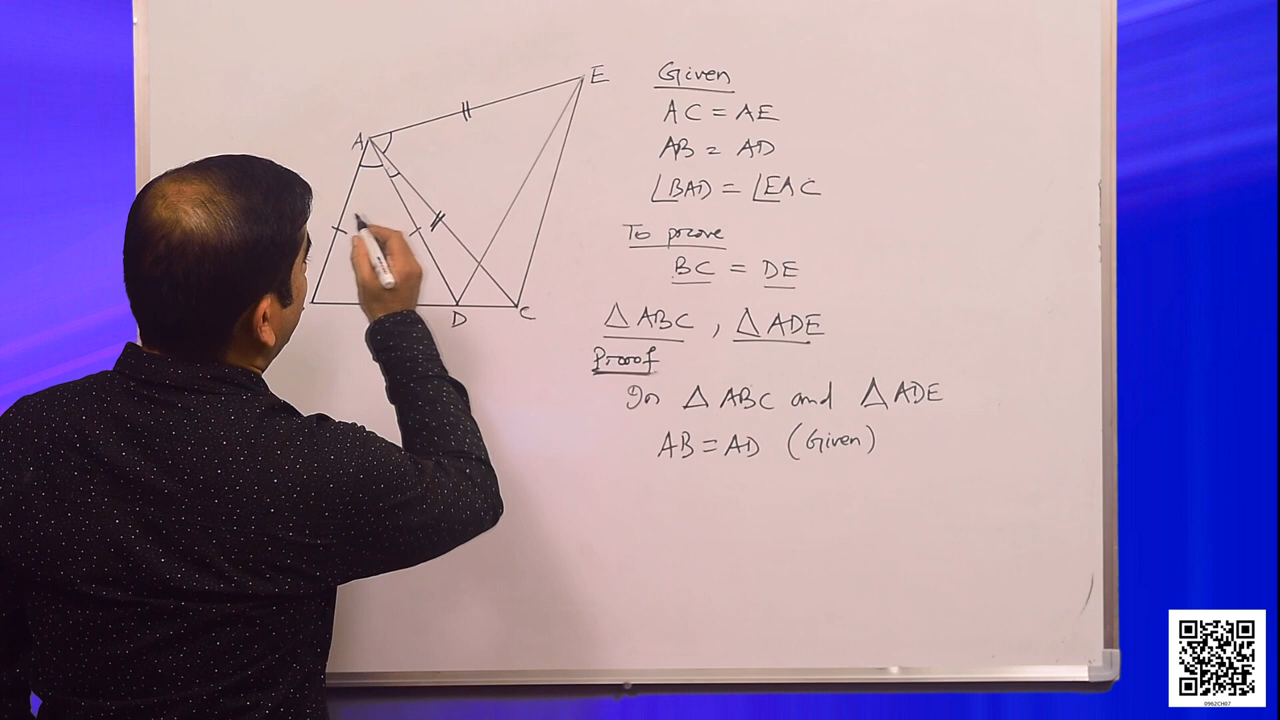 E
A
D
C
Given
AC = AE
AB = AD
∠BAD = ∠EAC
To prove
BC = DE
△ABC , △ADE
Proof
In △ABC and △ADE
AB = AD (Given)
0962CH07